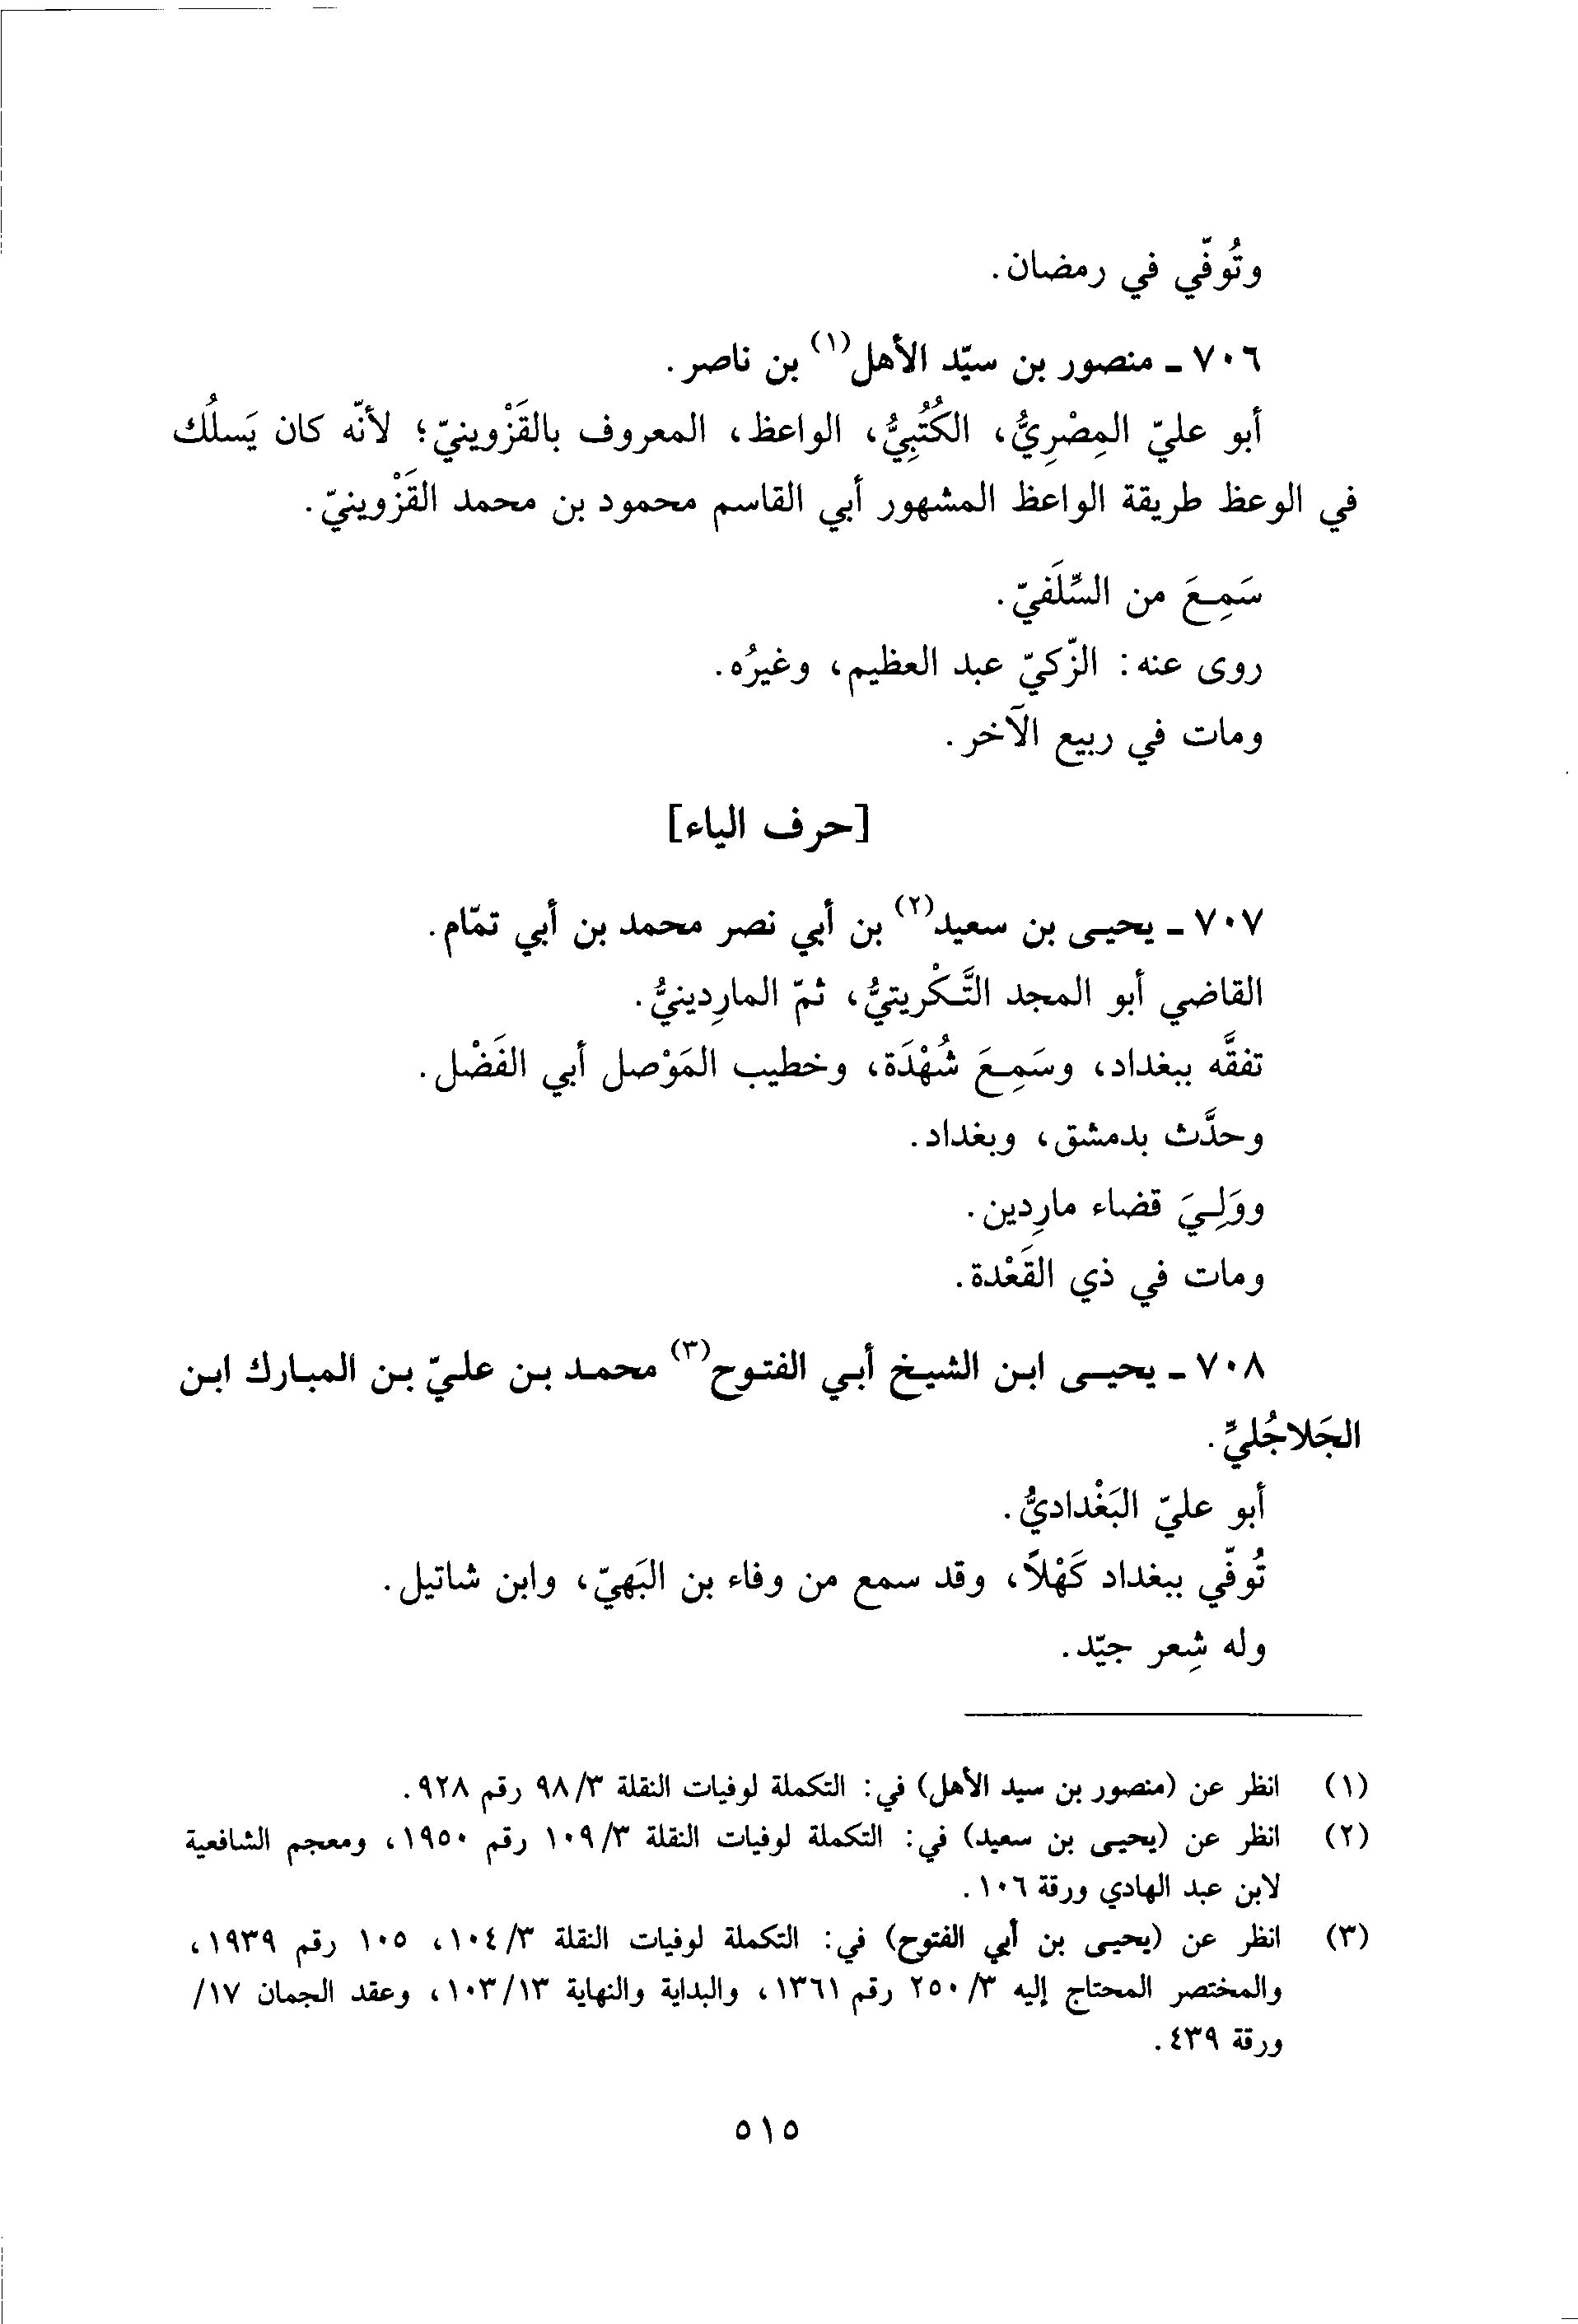 وتُوفّي في رمضان.
٧٠٦ ـ منصور بن سيّد الأهل(١) بن ناصر.
أبو عليّ المِصْرِيُّ، الكُتُبِيُّ، الواعظ، المعروف بالقَزْوينيّ؛ لأنّه كان يَسلُك
في الوعظ طريقة الواعظ المشهور أبي القاسم محمود بن محمد القَزْوينيّ.
سَمِعَ من السِّلَفيّ.
روى عنه: الزّكيّ عبد العظيم، وغيرُه.
ومات في ربيع الآخر.
[حرف الياء]
٧٠٧ ـ يحيى بن سعيد(٢) بن أبي نصر محمد بن أبي تمّام.
القاضي أبو المجد التَّكْريتيُّ، ثمّ المارِدينيُّ.
تفقَّه ببغداد، وسَمِعَ شُهْدَة، وخطيب المَوْصل أبي الفَضْل.
وحدَّث بدمشق، وبغداد.
ووَلِيَ قضاء مارِدين.
ومات في ذي القَعْدة.
٧٠٨ ـ يحيى ابن الشيخ أبي الفتوح(٣) محمد بن عليّ بن المبارك ابن
الجَلاجُليِّ.
أبو عليّ البَغْداديُّ.
تُوفّي ببغداد كَهْلاً، وقد سمع من وفاء بن البَهيّ، وابن شاتيل.
وله شِعر جيّد.
(١) انظر عن (منصور بن سيد الأهل) في: التكملة لوفيات النقلة ٩٨/٣ رقم ٩٢٨.
(٢) انظر عن (يحيى بن سعيد) في: التكملة لوفيات النقلة ١٠٩/٣ رقم ١٩٥٠، ومعجم الشافعية
لابن عبد الهادي ورقة ١٠٦.
(٣) انظر عن (يحيى بن أبي الفتوح) في: التكملة لوفيات النقلة ١٠٤/٣، ١٠٥ رقم ١٩٣٩،
والمختصر المحتاج إليه ٢٥٠/٣ رقم ١٣٦١، والبداية والنهاية ١٠٣/١٣، وعقد الجمان ١٧/
ورقة ٤٣٩.
٥١٥